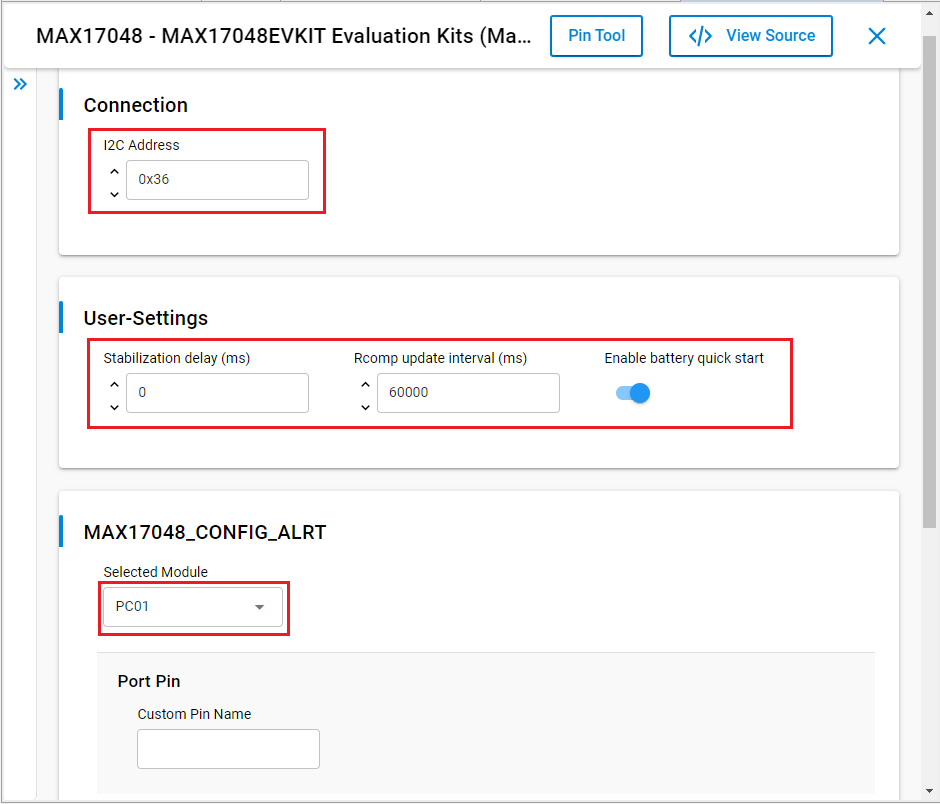 MAX17048 - MAX17048EVKIT Evaluation Kits (Ma...
Pin Tool
</> View Source
Connection
I2C Address
0x36
User-Settings
Stabilization delay (ms) Rcomp update interval (ms) Enable battery quick start
0 60000
MAX17048_CONFIG_ALRT
Selected Module
PC01
Port Pin
Custom Pin Name